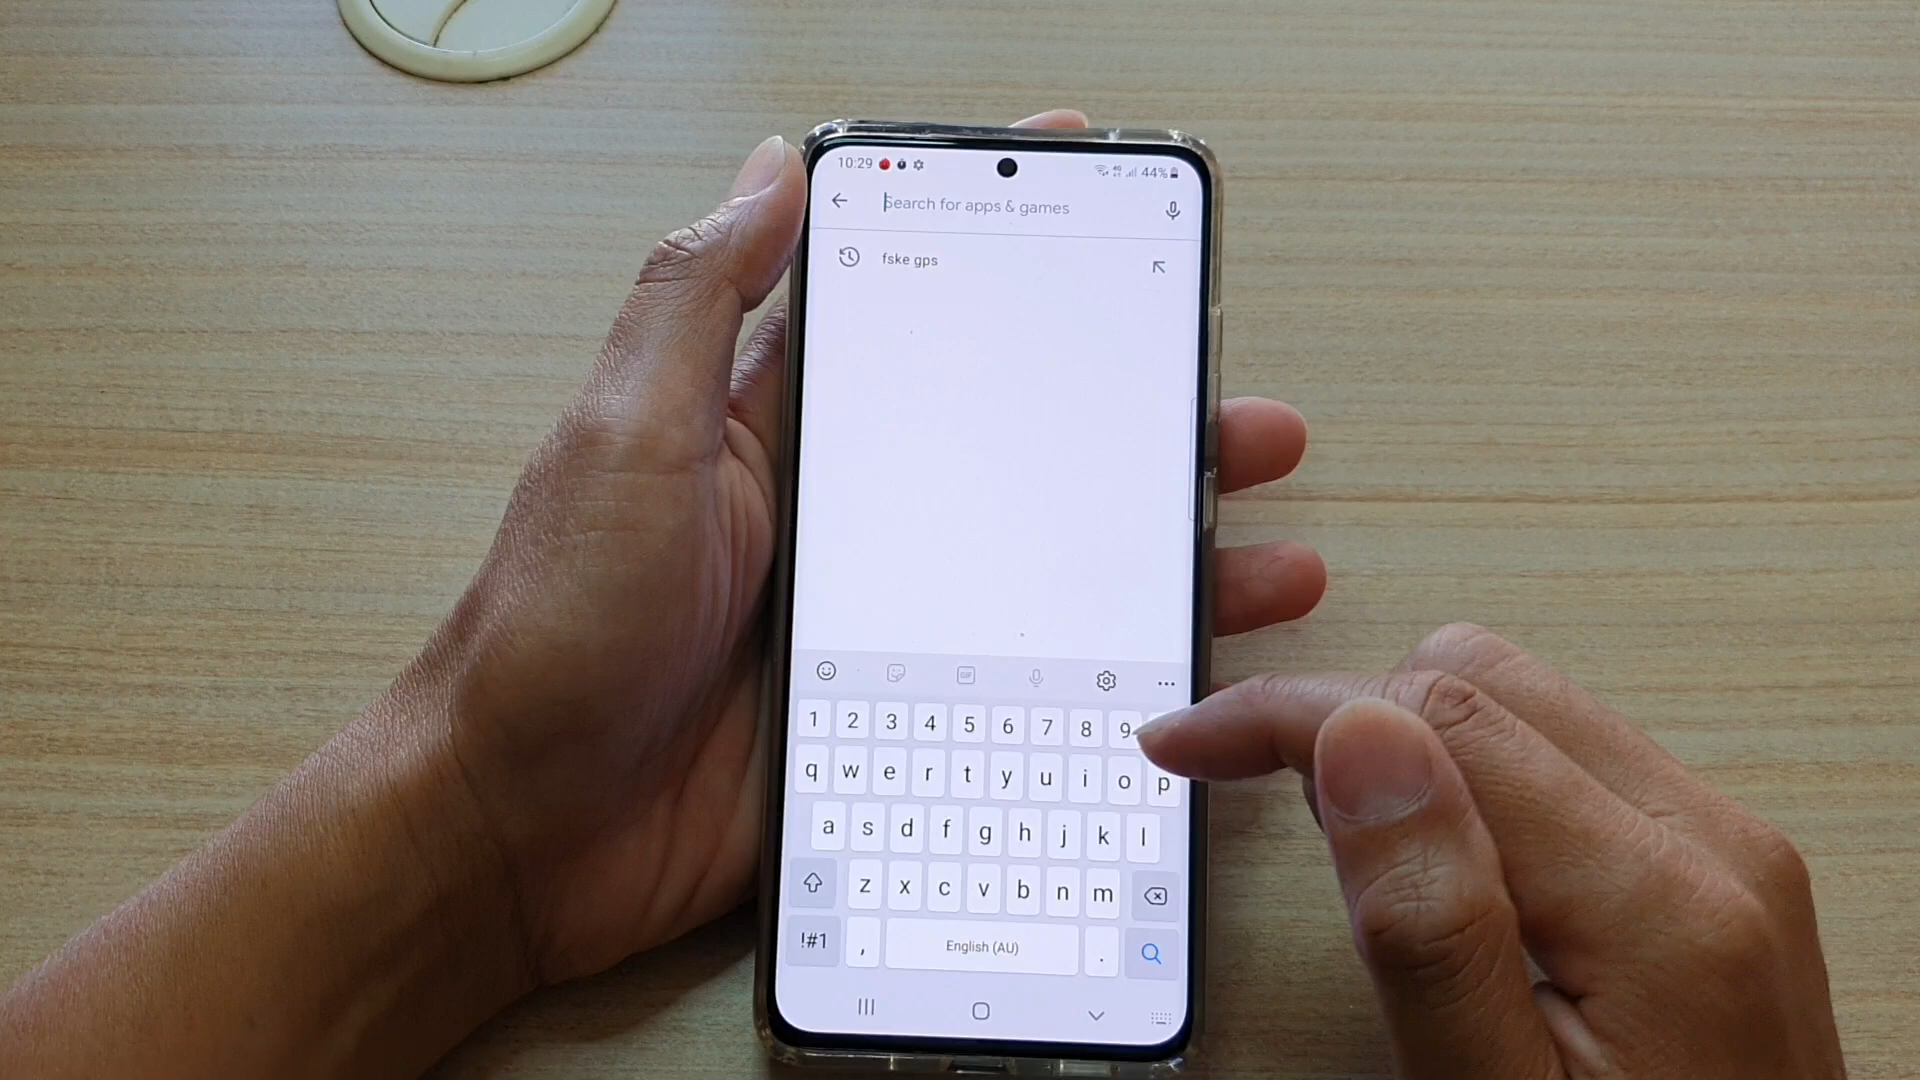 10:29 44%
Search for apps & games
fske gps
GIF
1 2 3 4 5 6 7 8 9
q w e r t y u i o p
a s d f g h j k l
z x c v b n m
!#1 , English (AU) .